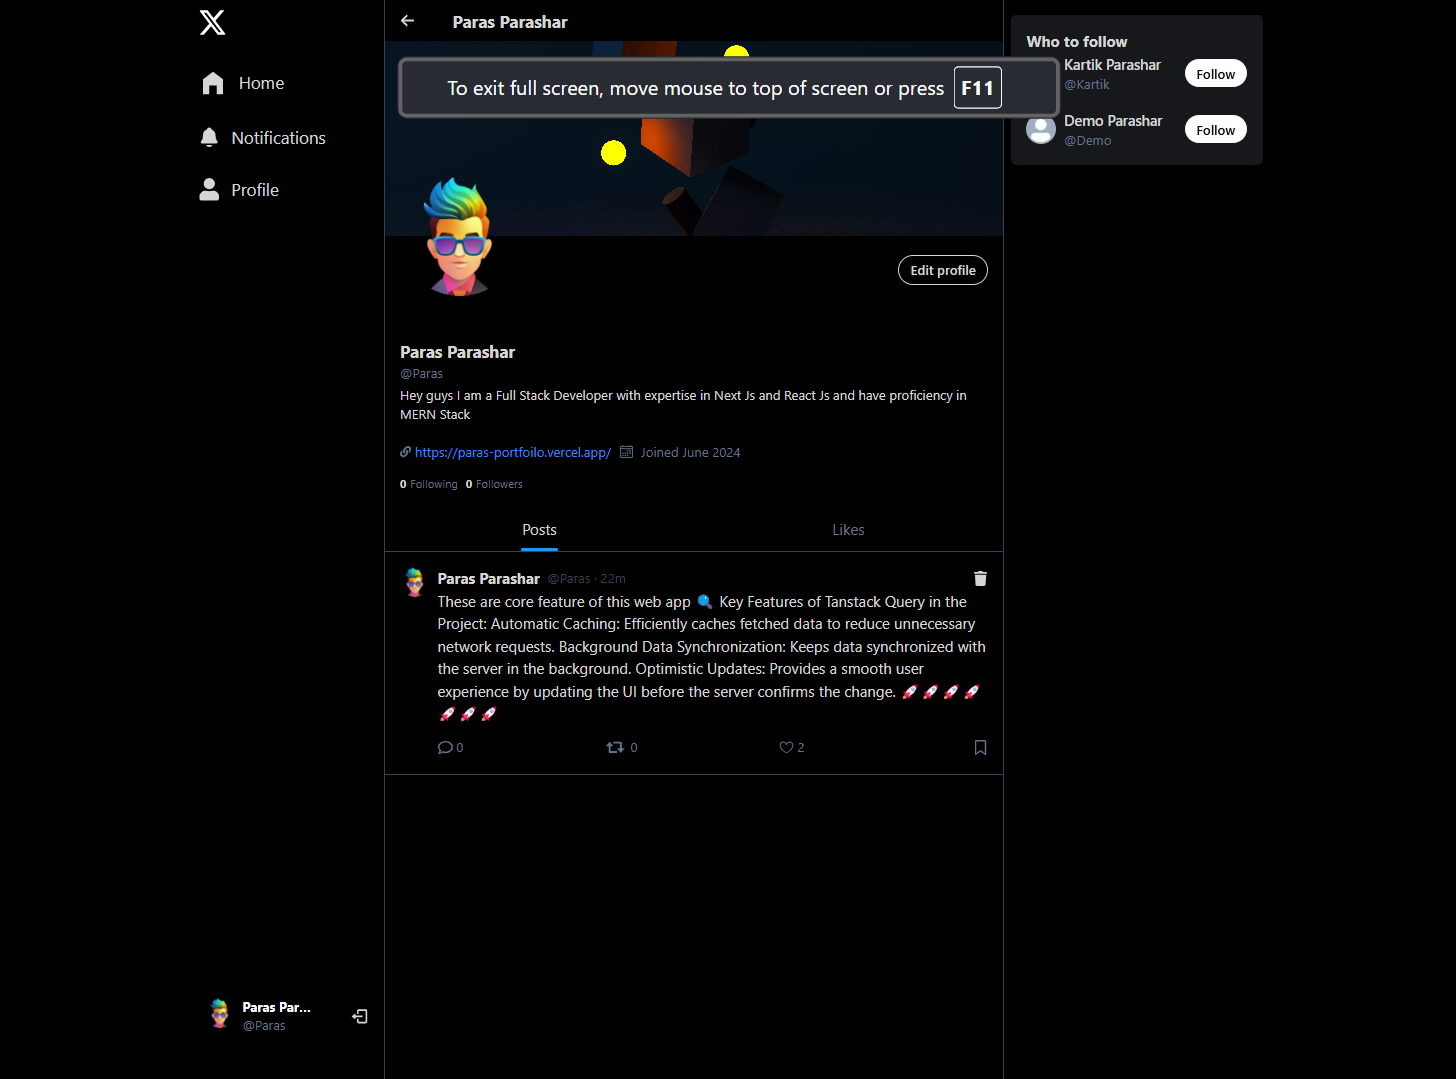 Home
Notifications
Profile
Paras Par...
@Paras
Paras Parashar
To exit full screen, move mouse to top of screen or press F11
Edit profile
Paras Parashar
@Paras
Hey guys I am a Full Stack Developer with expertise in Next Js and React Js and have proficiency in
MERN Stack
https://paras-portfoilo.vercel.app/ Joined June 2024
0 Following 0 Followers
Posts Likes
Paras Parashar @Paras · 22m
These are core feature of this web app 🔍 Key Features of Tanstack Query in the
Project: Automatic Caching: Efficiently caches fetched data to reduce unnecessary
network requests. Background Data Synchronization: Keeps data synchronized with
the server in the background. Optimistic Updates: Provides a smooth user
experience by updating the UI before the server confirms the change. 🚀 🚀 🚀 🚀
🚀 🚀 🚀
0 0 2
Who to follow
Kartik Parashar
@Kartik
Follow
Demo Parashar
@Demo
Follow